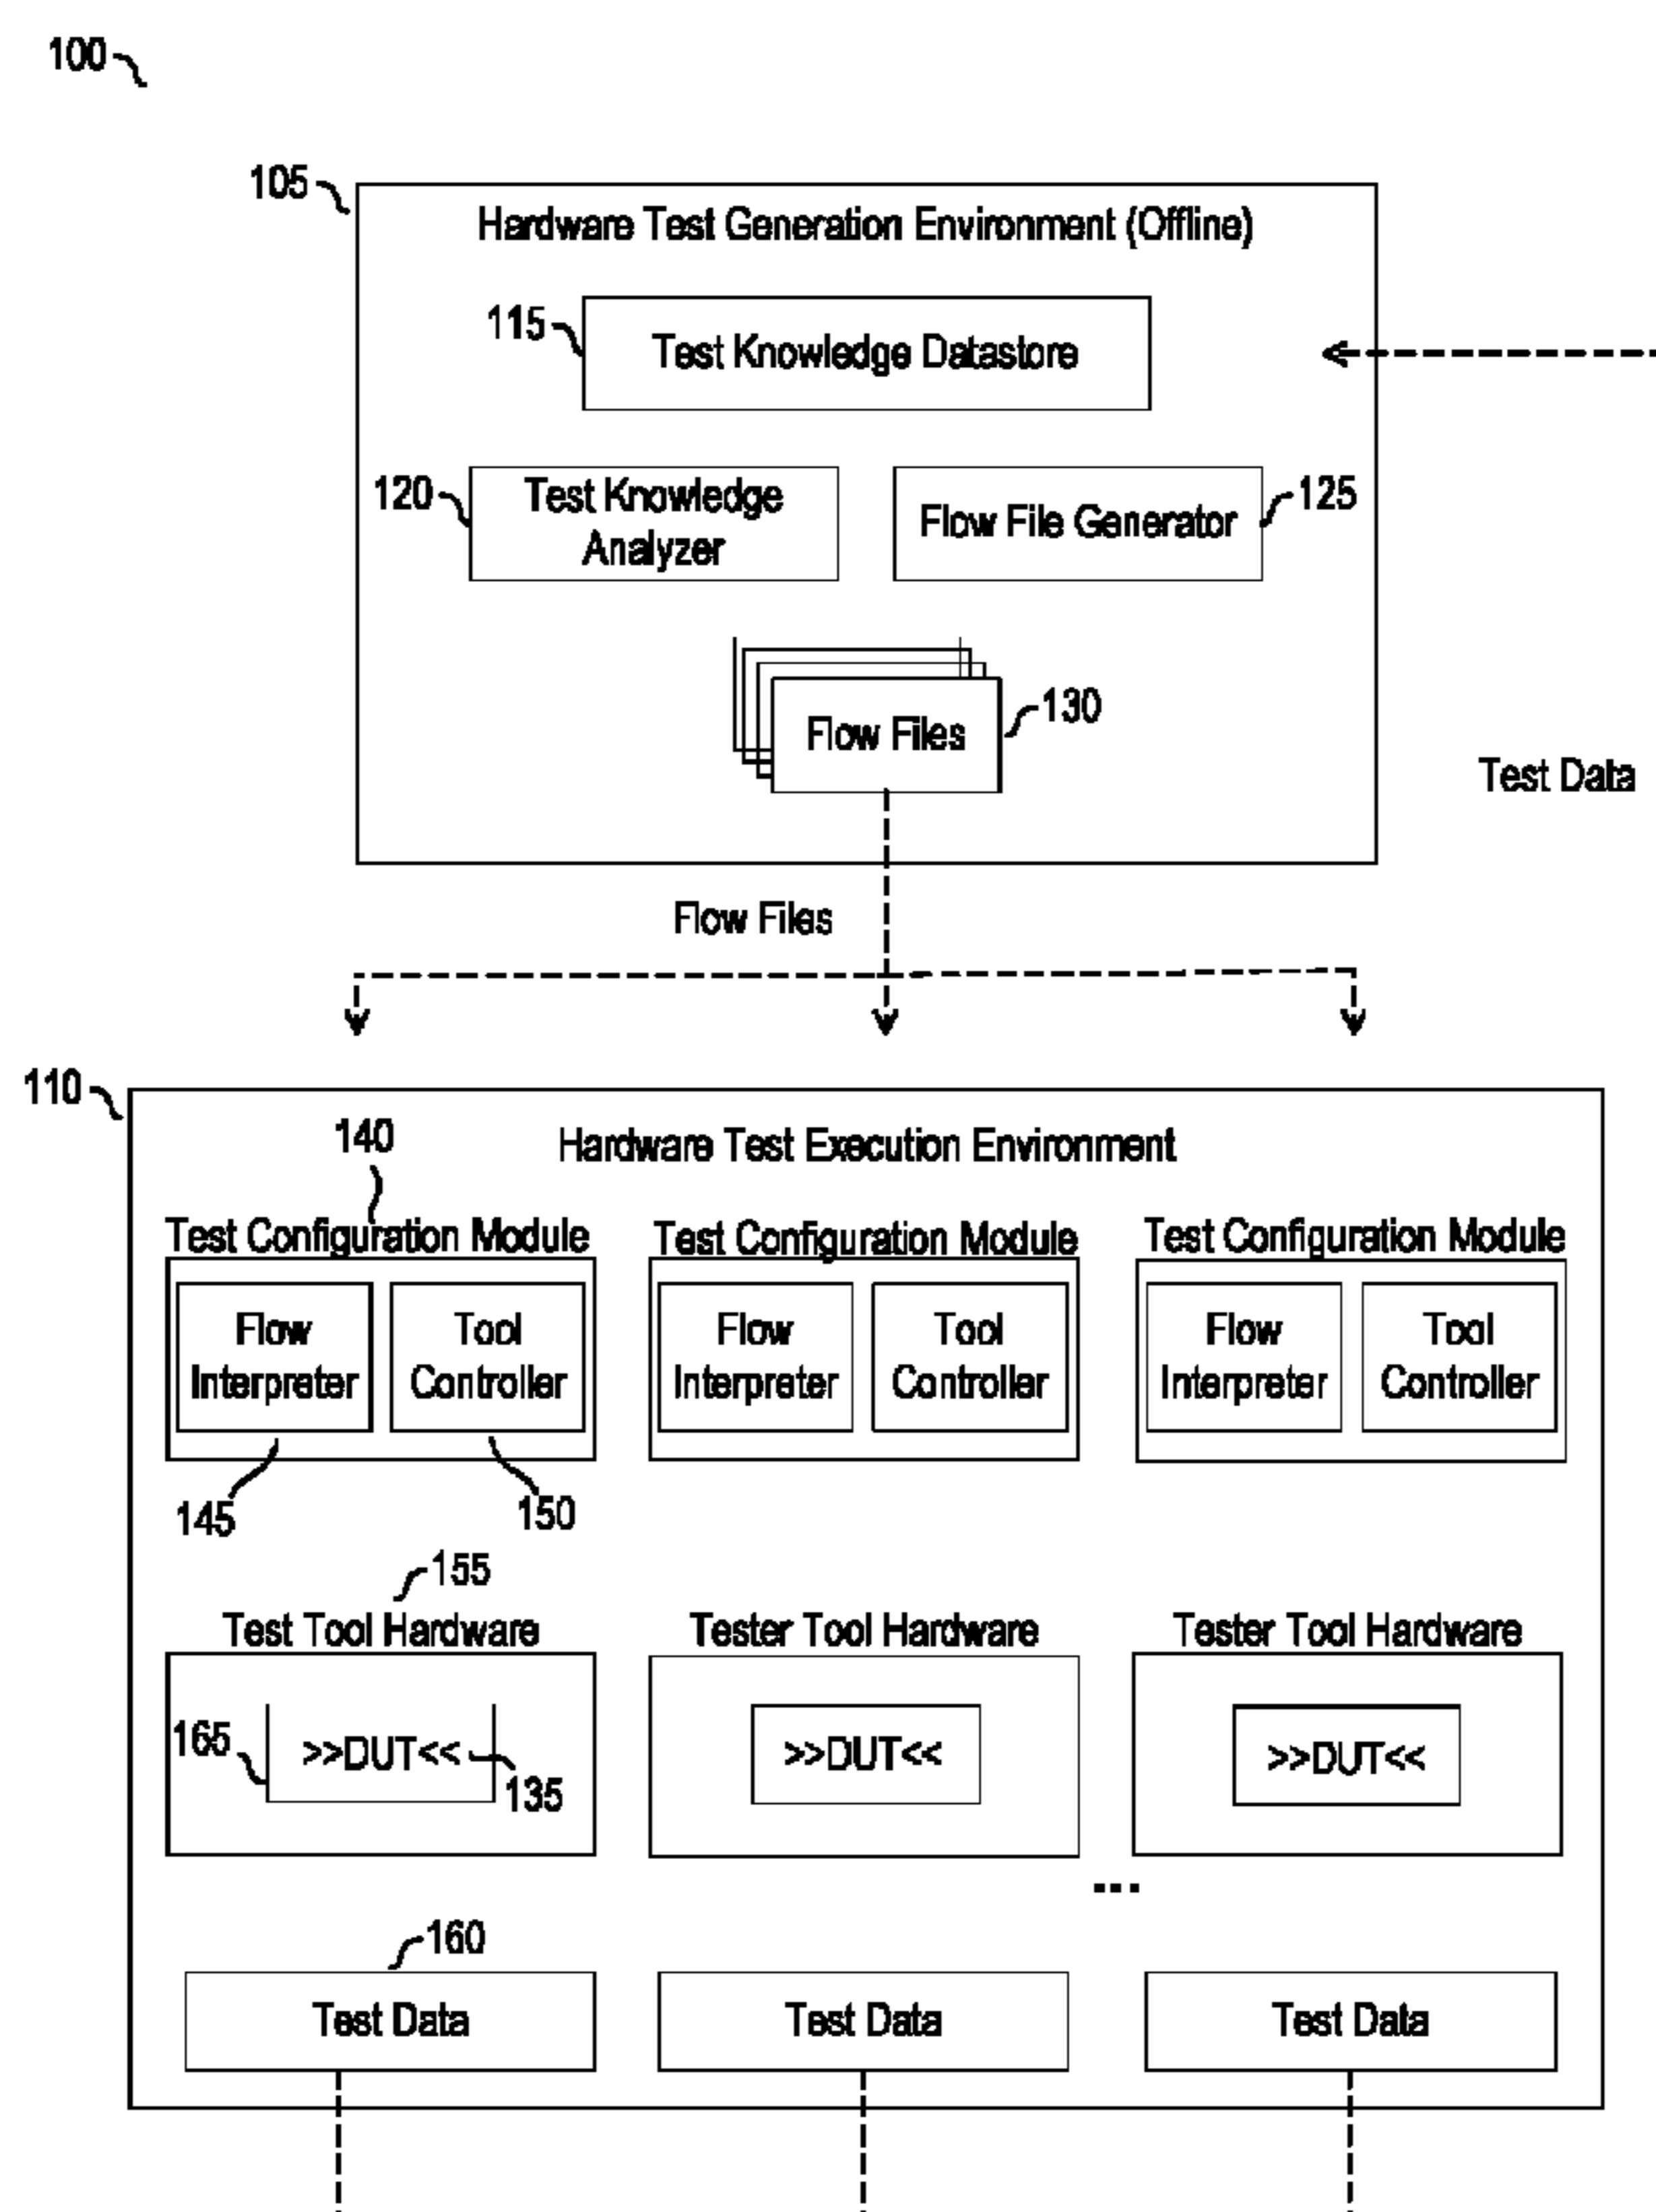 100
105
Hardware Test Generation Environment (Offline)
115
Test Knowledge Datastore
120
Test Knowledge
Analyzer
Flow File Generator
125
Flow Files
130
Test Data
Flow Files
110
140
Hardware Test Execution Environment
Test Configuration Module
Test Configuration Module
Test Configuration Module
Flow
Interpreter
Tool
Controller
Flow
Interpreter
Tool
Controller
Flow
Interpreter
Tool
Controller
145
150
155
Test Tool Hardware
Tester Tool Hardware
Tester Tool Hardware
165
>>DUT<<
135
>>DUT<<
>>DUT<<
...
160
Test Data
Test Data
Test Data